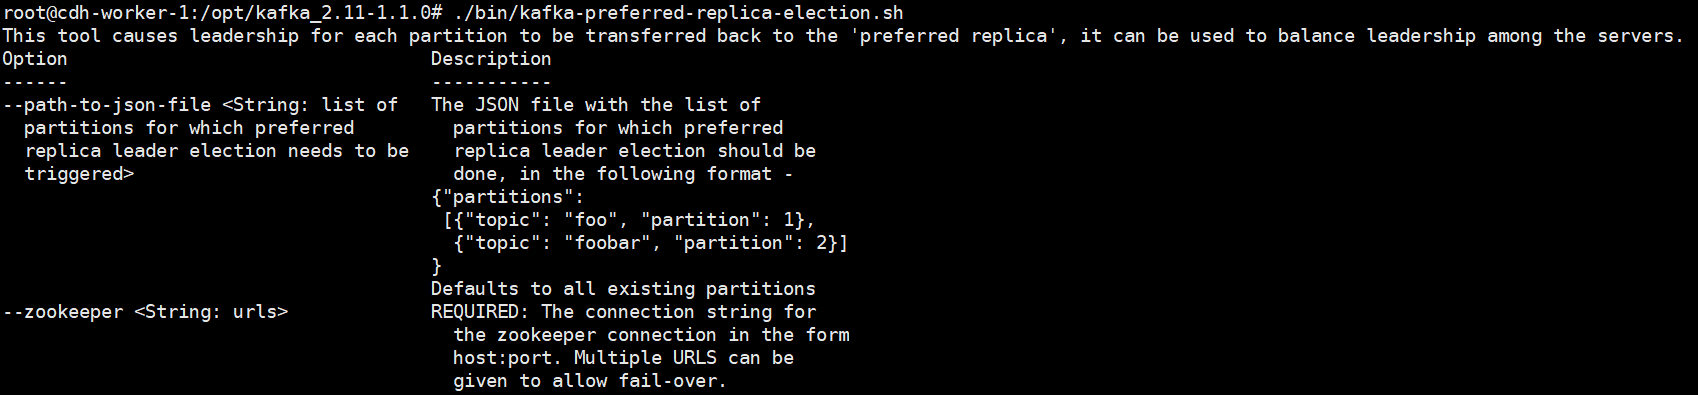 root@cdh-worker-1:/opt/kafka_2.11-1.1.0# ./bin/kafka-preferred-replica-election.sh
This tool causes leadership for each partition to be transferred back to the 'preferred replica', it can be used to balance leadership among the servers.
Option                                 Description
------                                 -----------
--path-to-json-file <String: list of   The JSON file with the list of
  partitions for which preferred         partitions for which preferred
  replica leader election needs to be    replica leader election should be
  triggered>                             done, in the following format -
                                       {"partitions":
                                        [{"topic": "foo", "partition": 1},
                                         {"topic": "foobar", "partition": 2}]
                                       }
                                       Defaults to all existing partitions
--zookeeper <String: urls>             REQUIRED: The connection string for
                                         the zookeeper connection in the form
                                         host:port. Multiple URLS can be
                                         given to allow fail-over.